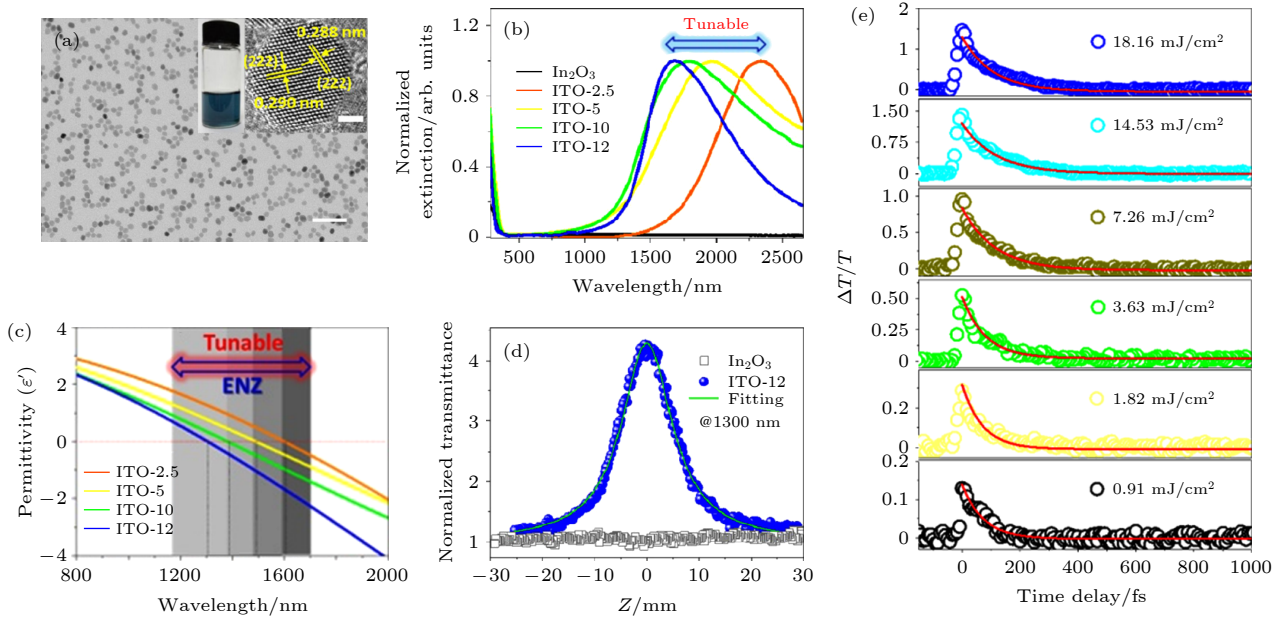 (a)
0.288 nm
(222)
(222)
0.290 nm
(b)
Tunable
In₂O₃
ITO-2.5
ITO-5
ITO-10
ITO-12
Normalized
extinction/arb. units
1.2
0.8
0.4
0
500
1000
1500
2000
2500
Wavelength/nm
(c)
Tunable
ENZ
ITO-2.5
ITO-5
ITO-10
ITO-12
Permittivity (ε′)
4
2
0
−2
−4
800
1200
1600
2000
Wavelength/nm
(d)
In₂O₃
ITO-12
Fitting
@1300 nm
Normalized transmittance
4
3
2
1
−30
−20
−10
0
10
20
30
Z/mm
(e)
18.16 mJ/cm²
2
1
0
14.53 mJ/cm²
1.50
0.75
0
7.26 mJ/cm²
1.0
0.5
0
3.63 mJ/cm²
0.50
0.25
0
1.82 mJ/cm²
0.2
0
0.91 mJ/cm²
0.2
0.1
0
ΔT/T
0
200
400
600
800
1000
Time delay/fs